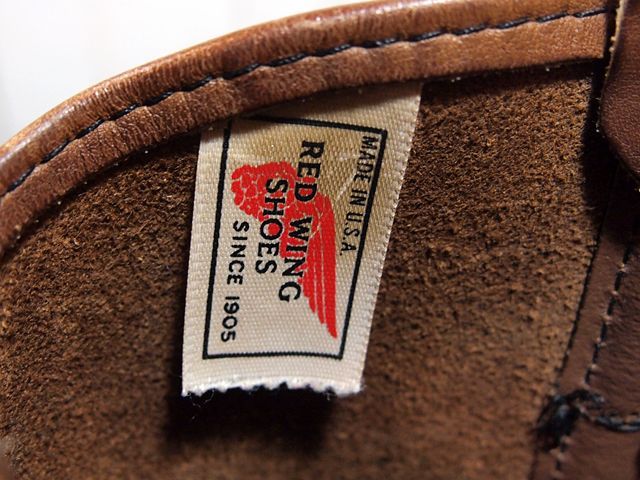 MADE IN U.S.A.
RED WING
SHOES
SINCE 1905